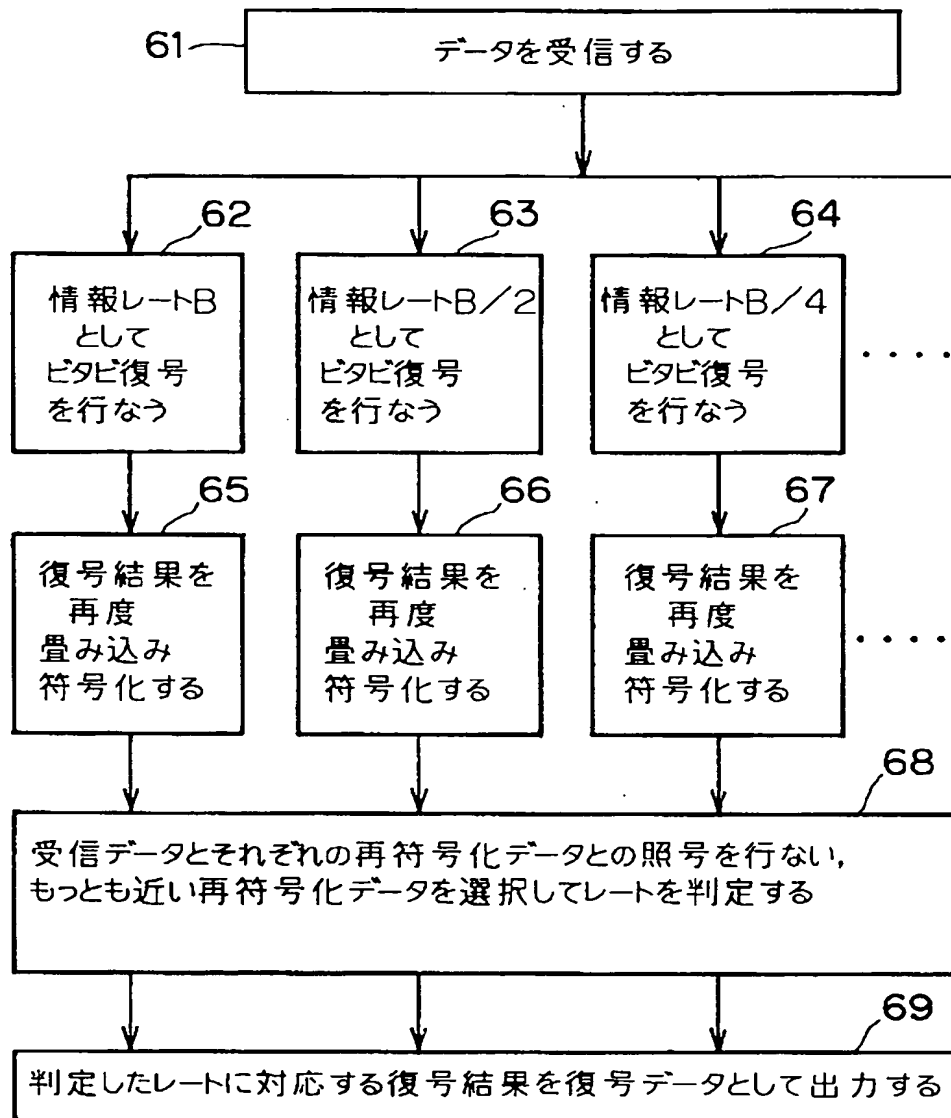 61
データを受信する
62
63
64
情報レートB
として
ビタビ復号
を行なう
情報レートB／2
として
ビタビ復号
を行なう
情報レートB／4
として
ビタビ復号
を行なう
‥‥
65
66
67
復号結果を
再度
畳み込み
符号化する
復号結果を
再度
畳み込み
符号化する
復号結果を
再度
畳み込み
符号化する
‥‥
68
受信データとそれぞれの再符号化データとの照号を行ない,
もっとも近い再符号化データを選択してレートを判定する
69
判定したレートに対応する復号結果を復号データとして出力する